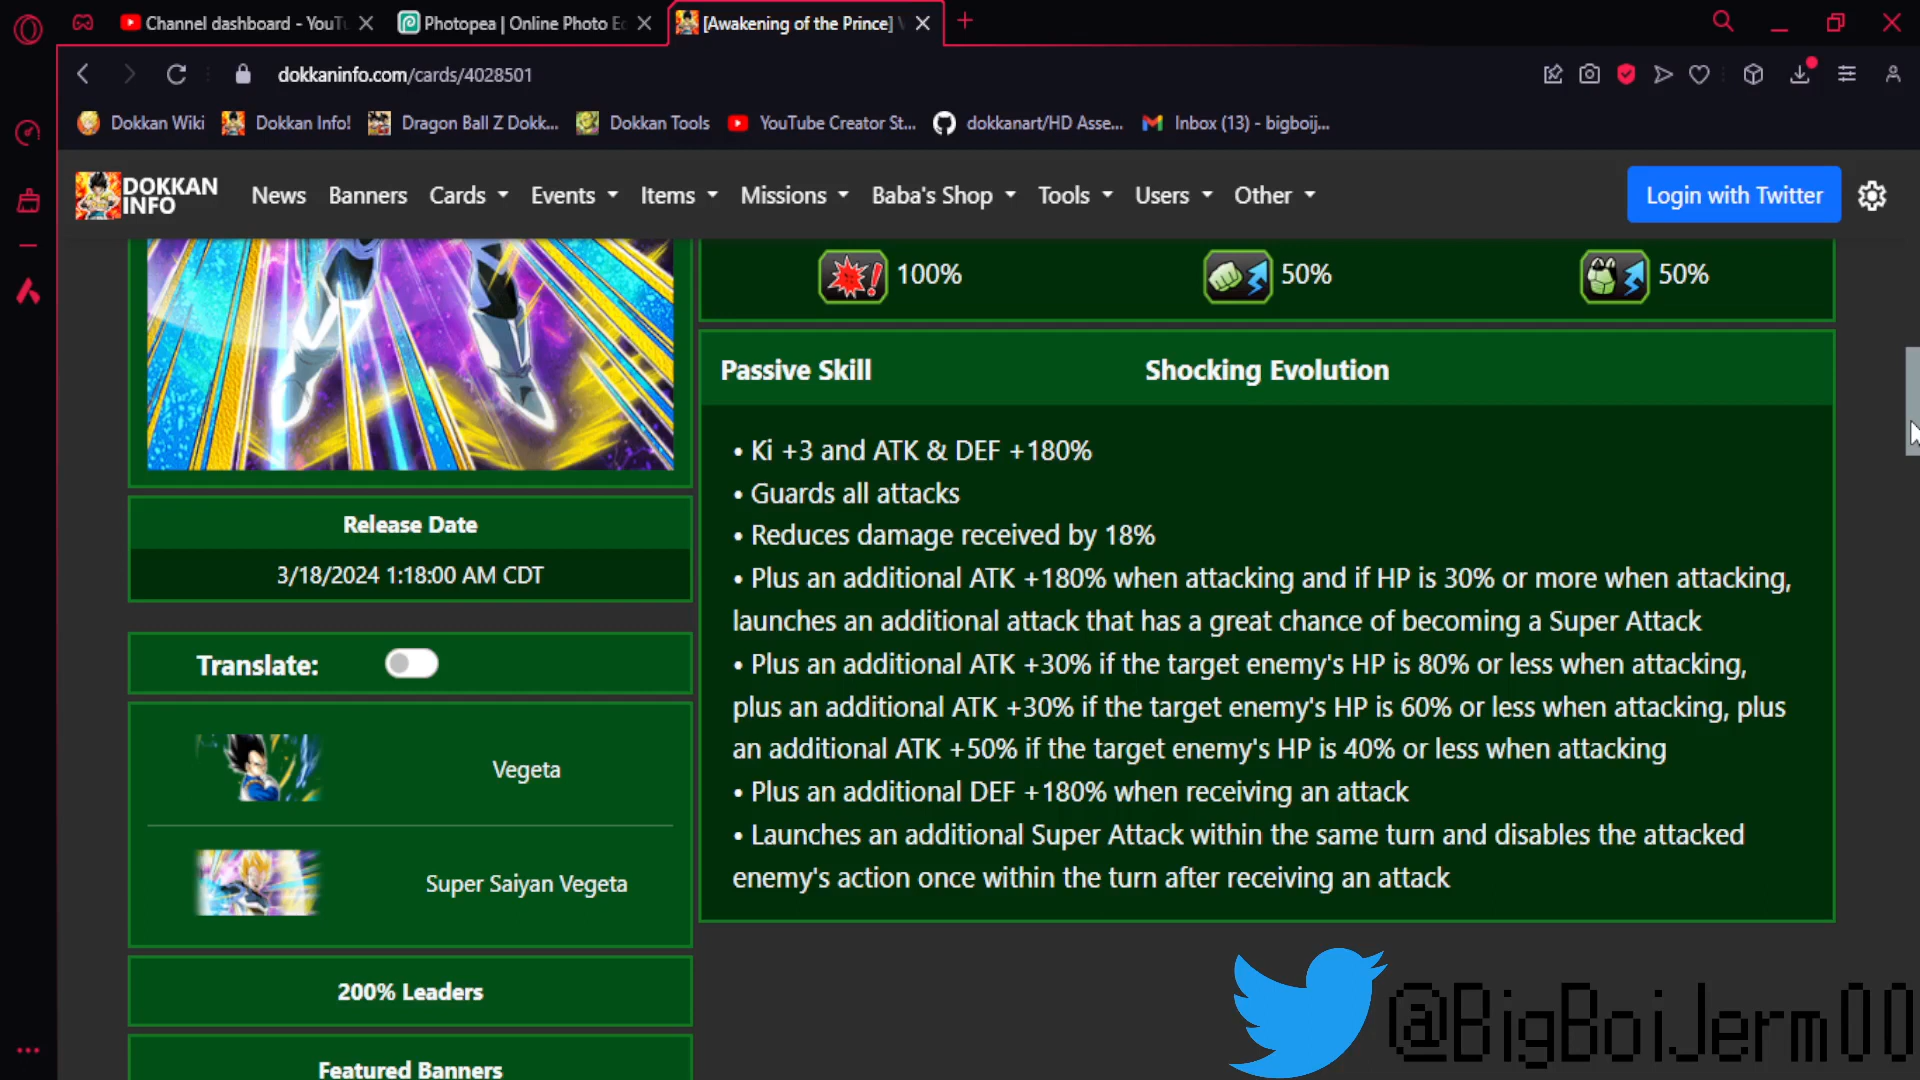 Channel dashboard - YouTu
Photopea | Online Photo Ed
[Awakening of the Prince]
dokkaninfo.com/cards/4028501
Dokkan Wiki
Dokkan Info!
Dragon Ball Z Dokk...
Dokkan Tools
YouTube Creator St...
dokkanart/HD Asse...
Inbox (13) - bigboij...
DOKKAN
INFO
News
Banners
Cards
Events
Items
Missions
Baba's Shop
Tools
Users
Other
Login with Twitter
100%
50%
50%
Passive Skill
Shocking Evolution
• Ki +3 and ATK & DEF +180%
• Guards all attacks
• Reduces damage received by 18%
• Plus an additional ATK +180% when attacking and if HP is 30% or more when attacking,
launches an additional attack that has a great chance of becoming a Super Attack
• Plus an additional ATK +30% if the target enemy's HP is 80% or less when attacking,
plus an additional ATK +30% if the target enemy's HP is 60% or less when attacking, plus
an additional ATK +50% if the target enemy's HP is 40% or less when attacking
• Plus an additional DEF +180% when receiving an attack
• Launches an additional Super Attack within the same turn and disables the attacked
enemy's action once within the turn after receiving an attack
Release Date
3/18/2024 1:18:00 AM CDT
Translate:
Vegeta
Super Saiyan Vegeta
200% Leaders
Featured Banners
@BigBoiJerm00